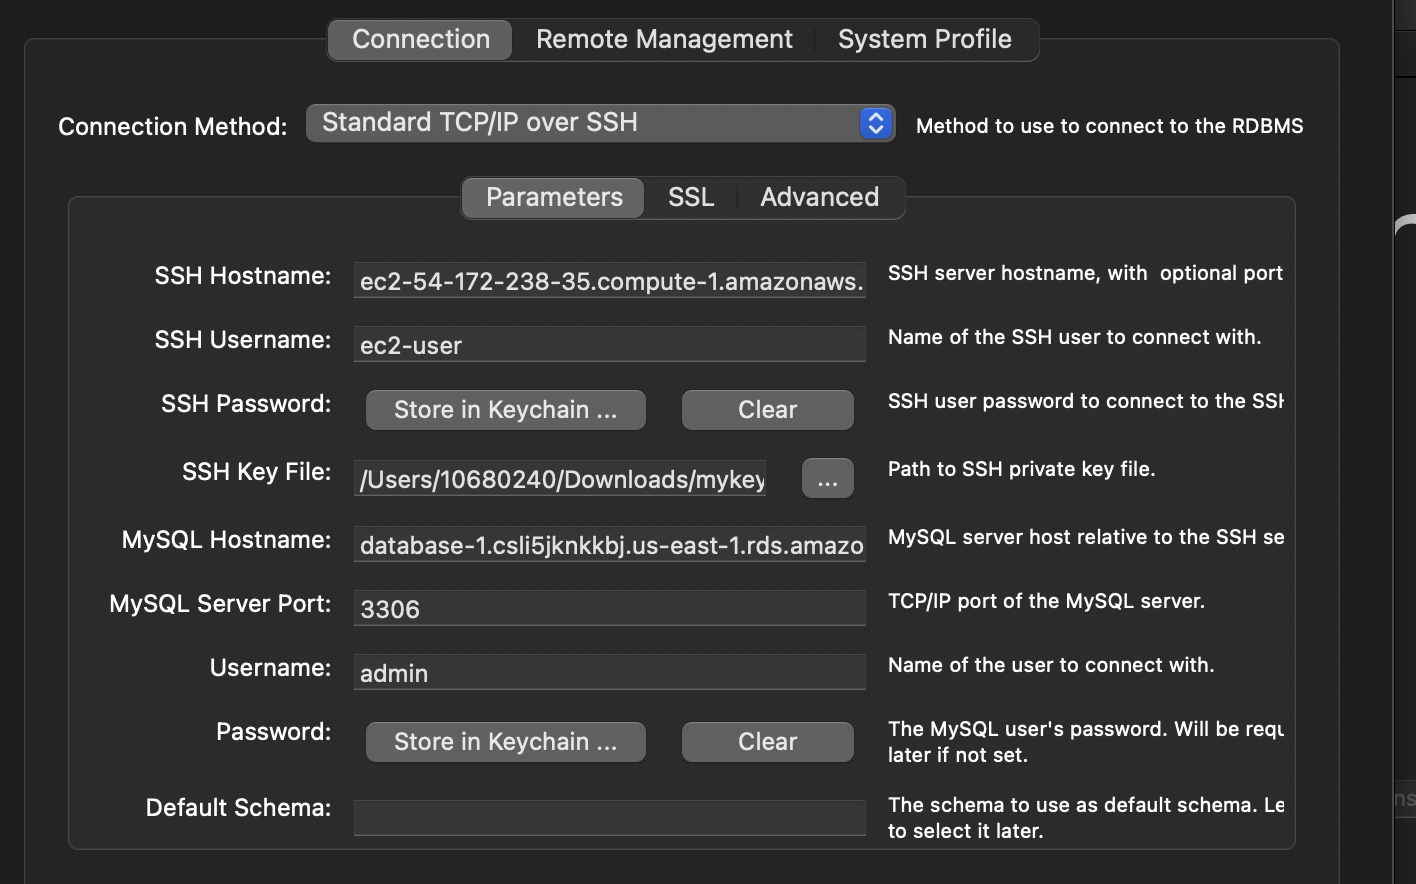 Connection Remote Management System Profile
Connection Method: Standard TCP/IP over SSH Method to use to connect to the RDBMS
Parameters SSL Advanced
SSH Hostname: ec2-54-172-238-35.compute-1.amazonaws. SSH server hostname, with optional port
SSH Username: ec2-user Name of the SSH user to connect with.
SSH Password: Store in Keychain ... Clear SSH user password to connect to the SSH
SSH Key File: /Users/10680240/Downloads/mykey ... Path to SSH private key file.
MySQL Hostname: database-1.csli5jknkkbj.us-east-1.rds.amazo MySQL server host relative to the SSH se
MySQL Server Port: 3306 TCP/IP port of the MySQL server.
Username: admin Name of the user to connect with.
Password: Store in Keychain ... Clear The MySQL user's password. Will be requ
later if not set.
Default Schema: The schema to use as default schema. Le
to select it later.
ns